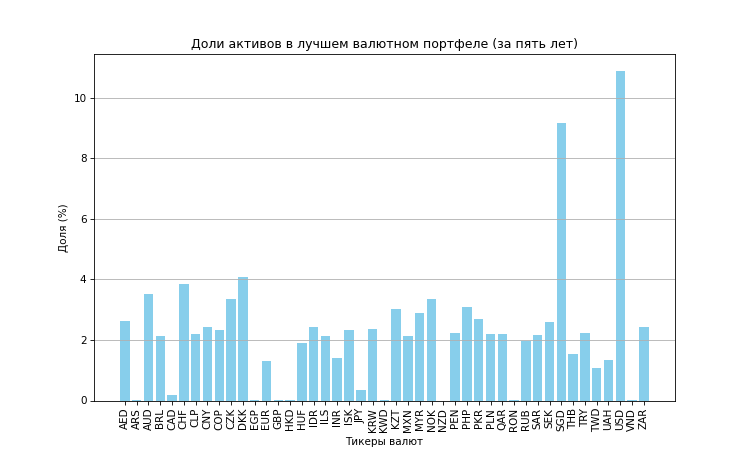 Доли активов в лучшем валютном портфеле (за пять лет)
Доля (%)
10
8
6
4
2
0
AED ARS AUD BRL CAD CHF CLP CNY COP CZK DKK EGP EUR GBP HKD HUF IDR ILS INR ISK JPY KRW KWD KZT MXN MYR NOK NZD PEN PHP PKR PLN QAR RON RUB SAR SEK SGD THB TRY TWD UAH USD VND ZAR
Тикеры валют